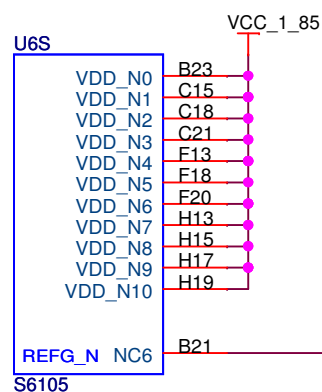 VCC_1_85
U6S
VDD_N0 B23
VDD_N1 C15
VDD_N2 C18
VDD_N3 C21
VDD_N4 F13
VDD_N5 F18
VDD_N6 F20
VDD_N7 H13
VDD_N8 H15
VDD_N9 H17
VDD_N10 H19
REFG_N NC6 B21
S6105